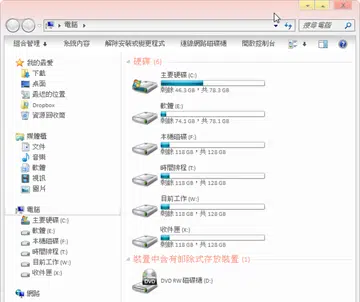 電腦
搜尋電腦
組合管理 系統內容 解除安裝或變更程式 連線網路磁碟機 開啟控制台
我的最愛
下載
桌面
最近的位置
Dropbox
資源回收筒
媒體櫃
文件
音樂
軟體
視訊
圖片
電腦
主要硬碟 (C:)
軟體 (E:)
本機磁碟 (F:)
時間排程 (T:)
目前工作 (W:)
收件匣 (X:)
網路
硬碟 (6)
主要硬碟 (C:)
剩餘 46.3 GB，共 78.3 GB
軟體 (E:)
剩餘 74.1 GB，共 78.1 GB
本機磁碟 (F:)
剩餘 118 GB，共 128 GB
時間排程 (T:)
剩餘 118 GB，共 128 GB
目前工作 (W:)
剩餘 118 GB，共 128 GB
收件匣 (X:)
剩餘 118 GB，共 128 GB
裝置中含有卸除式存放裝置 (1)
DVD RW 磁碟機 (D:)